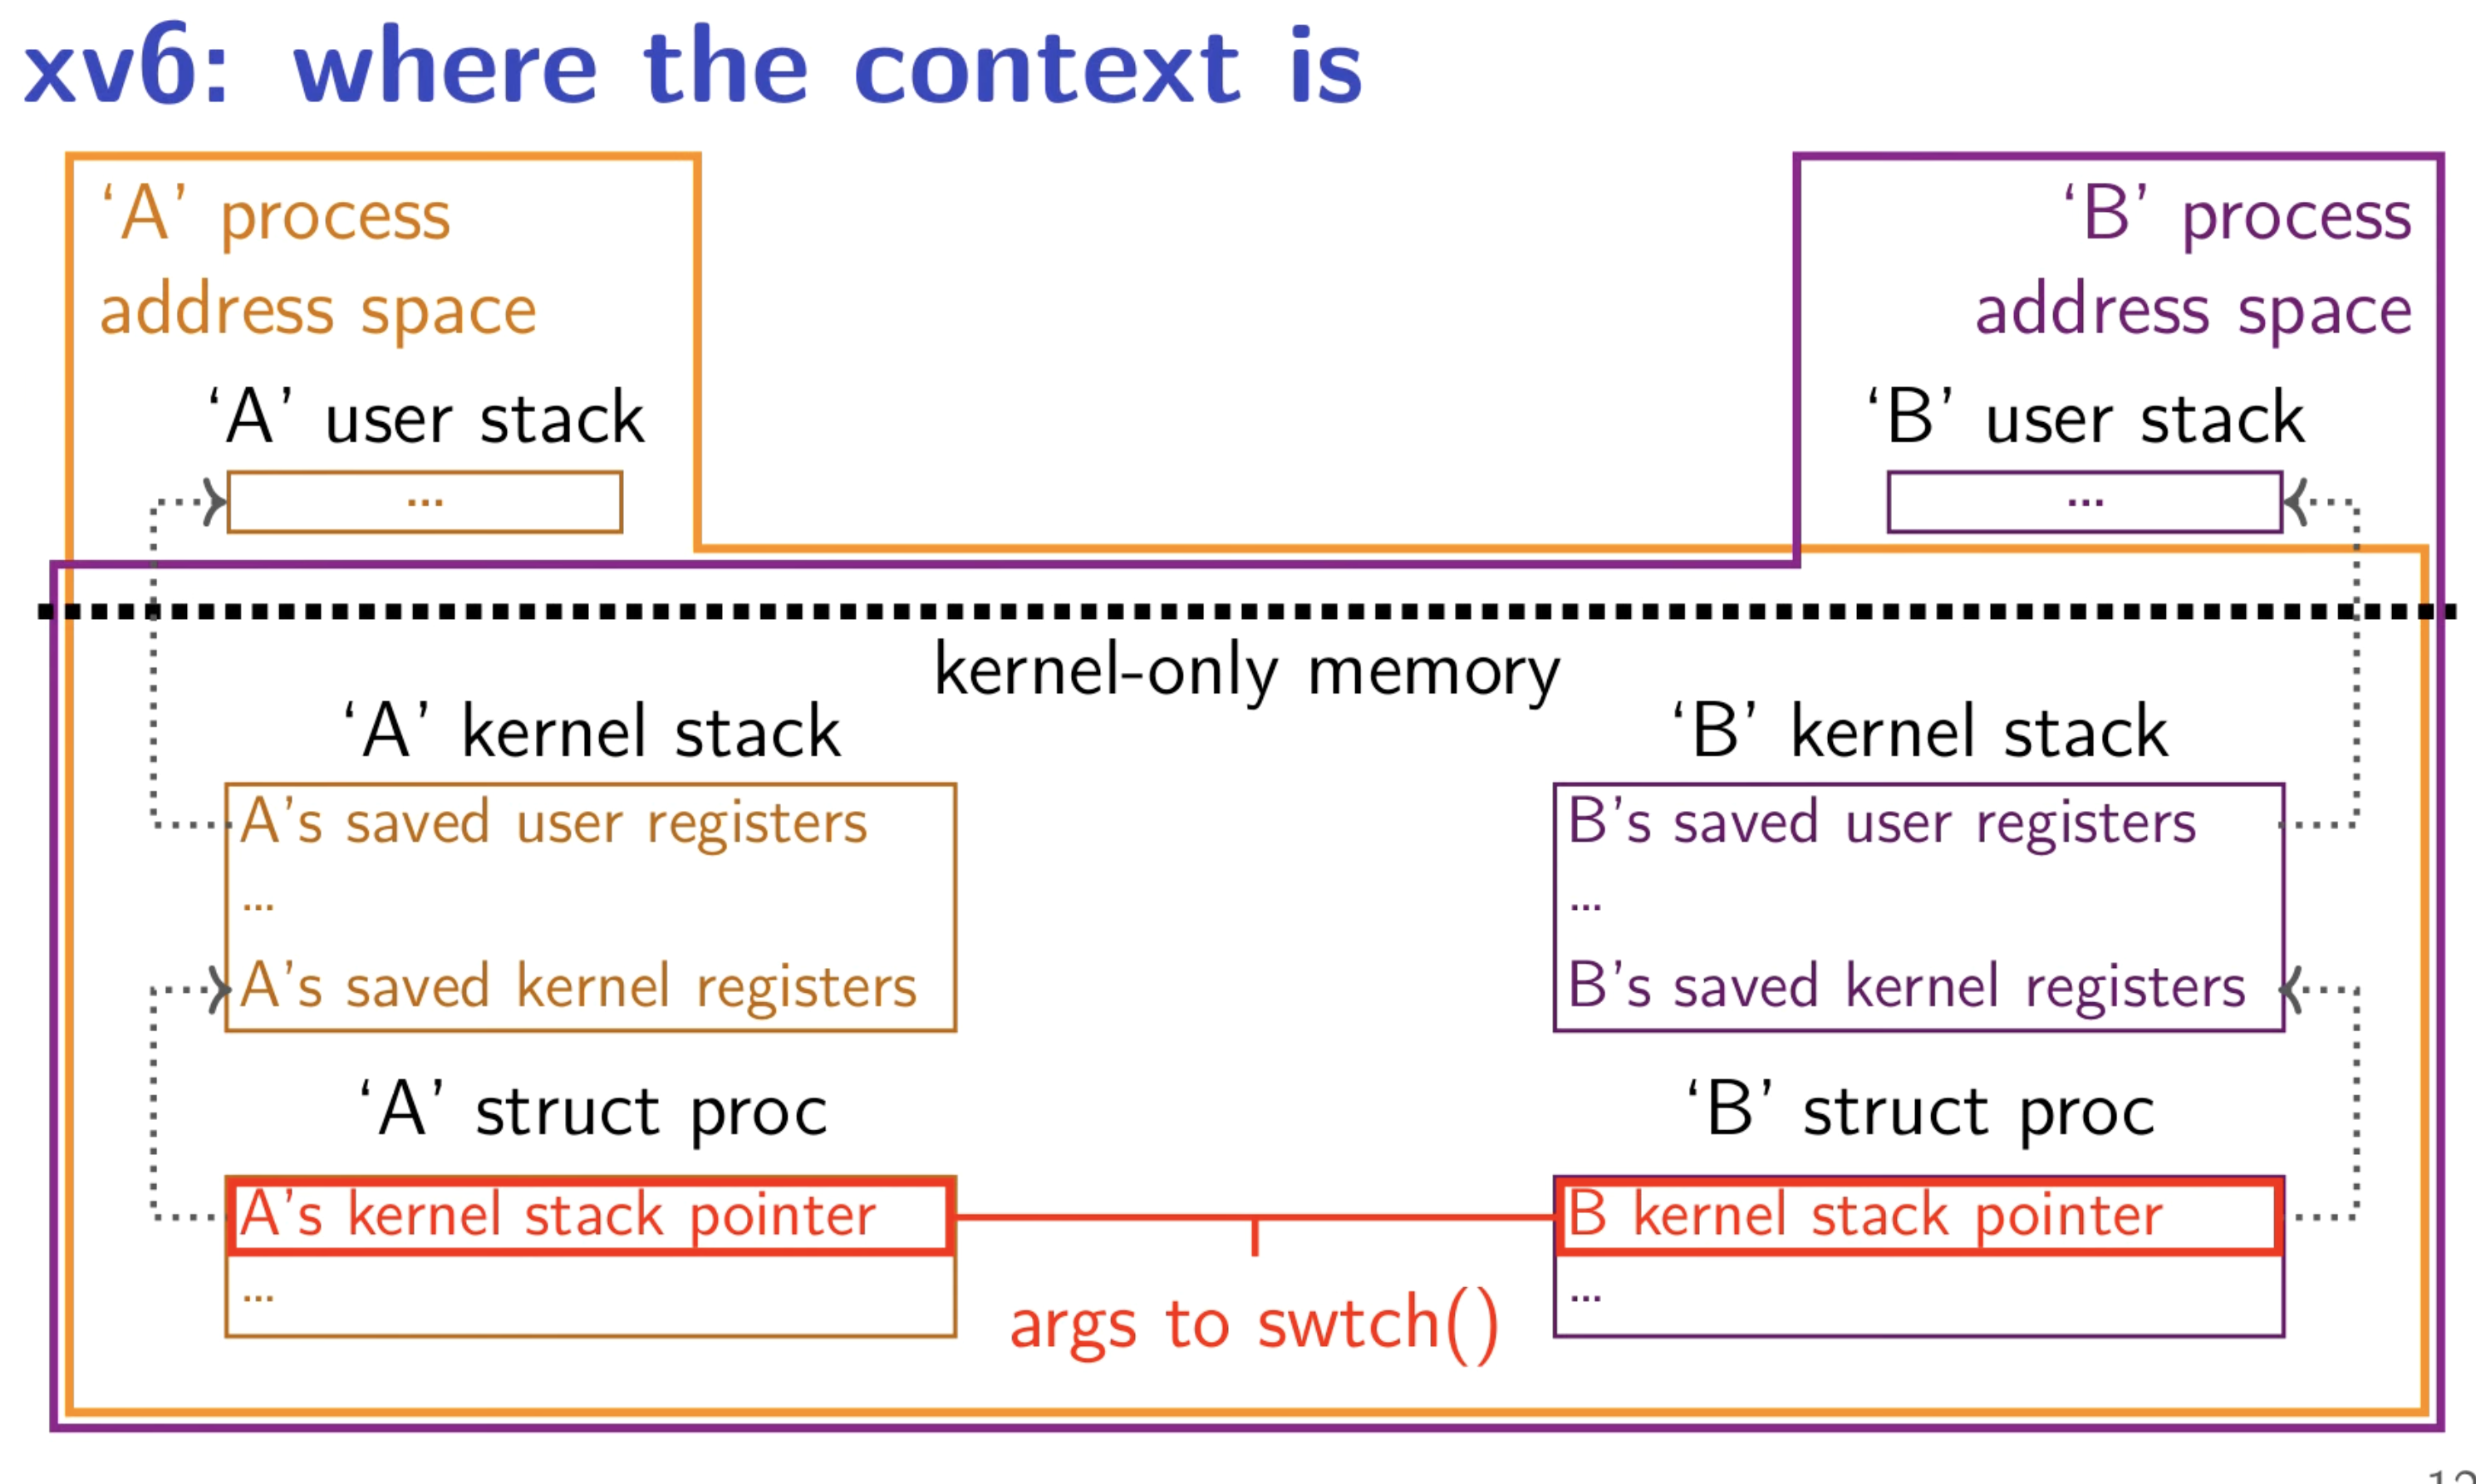 xv6: where the context is
‘A’ process
address space
‘B’ process
address space
‘A’ user stack
...
‘B’ user stack
...
kernel-only memory
‘A’ kernel stack
A’s saved user registers
...
A’s saved kernel registers
‘B’ kernel stack
B’s saved user registers
...
B’s saved kernel registers
‘A’ struct proc
A’s kernel stack pointer
...
‘B’ struct proc
B kernel stack pointer
...
args to swtch()